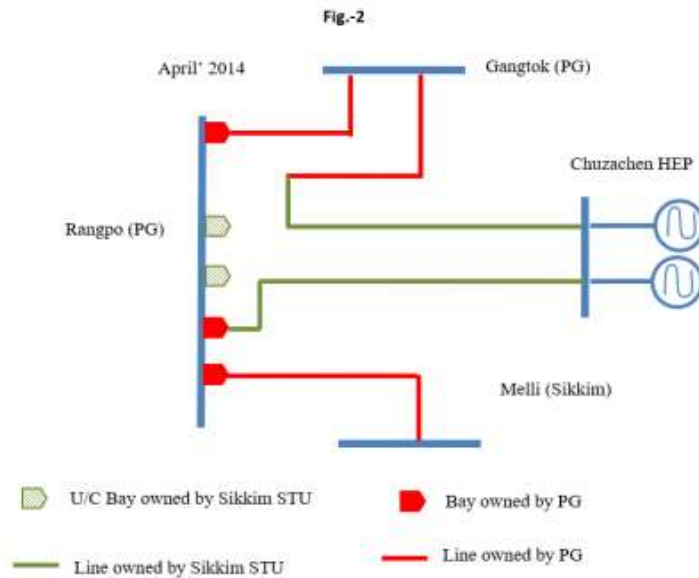 Fig.-2
April’ 2014
Gangtok (PG)
Chuzachen HEP
Rangpo (PG)
Melli (Sikkim)
U/C Bay owned by Sikkim STU
Bay owned by PG
Line owned by Sikkim STU
Line owned by PG